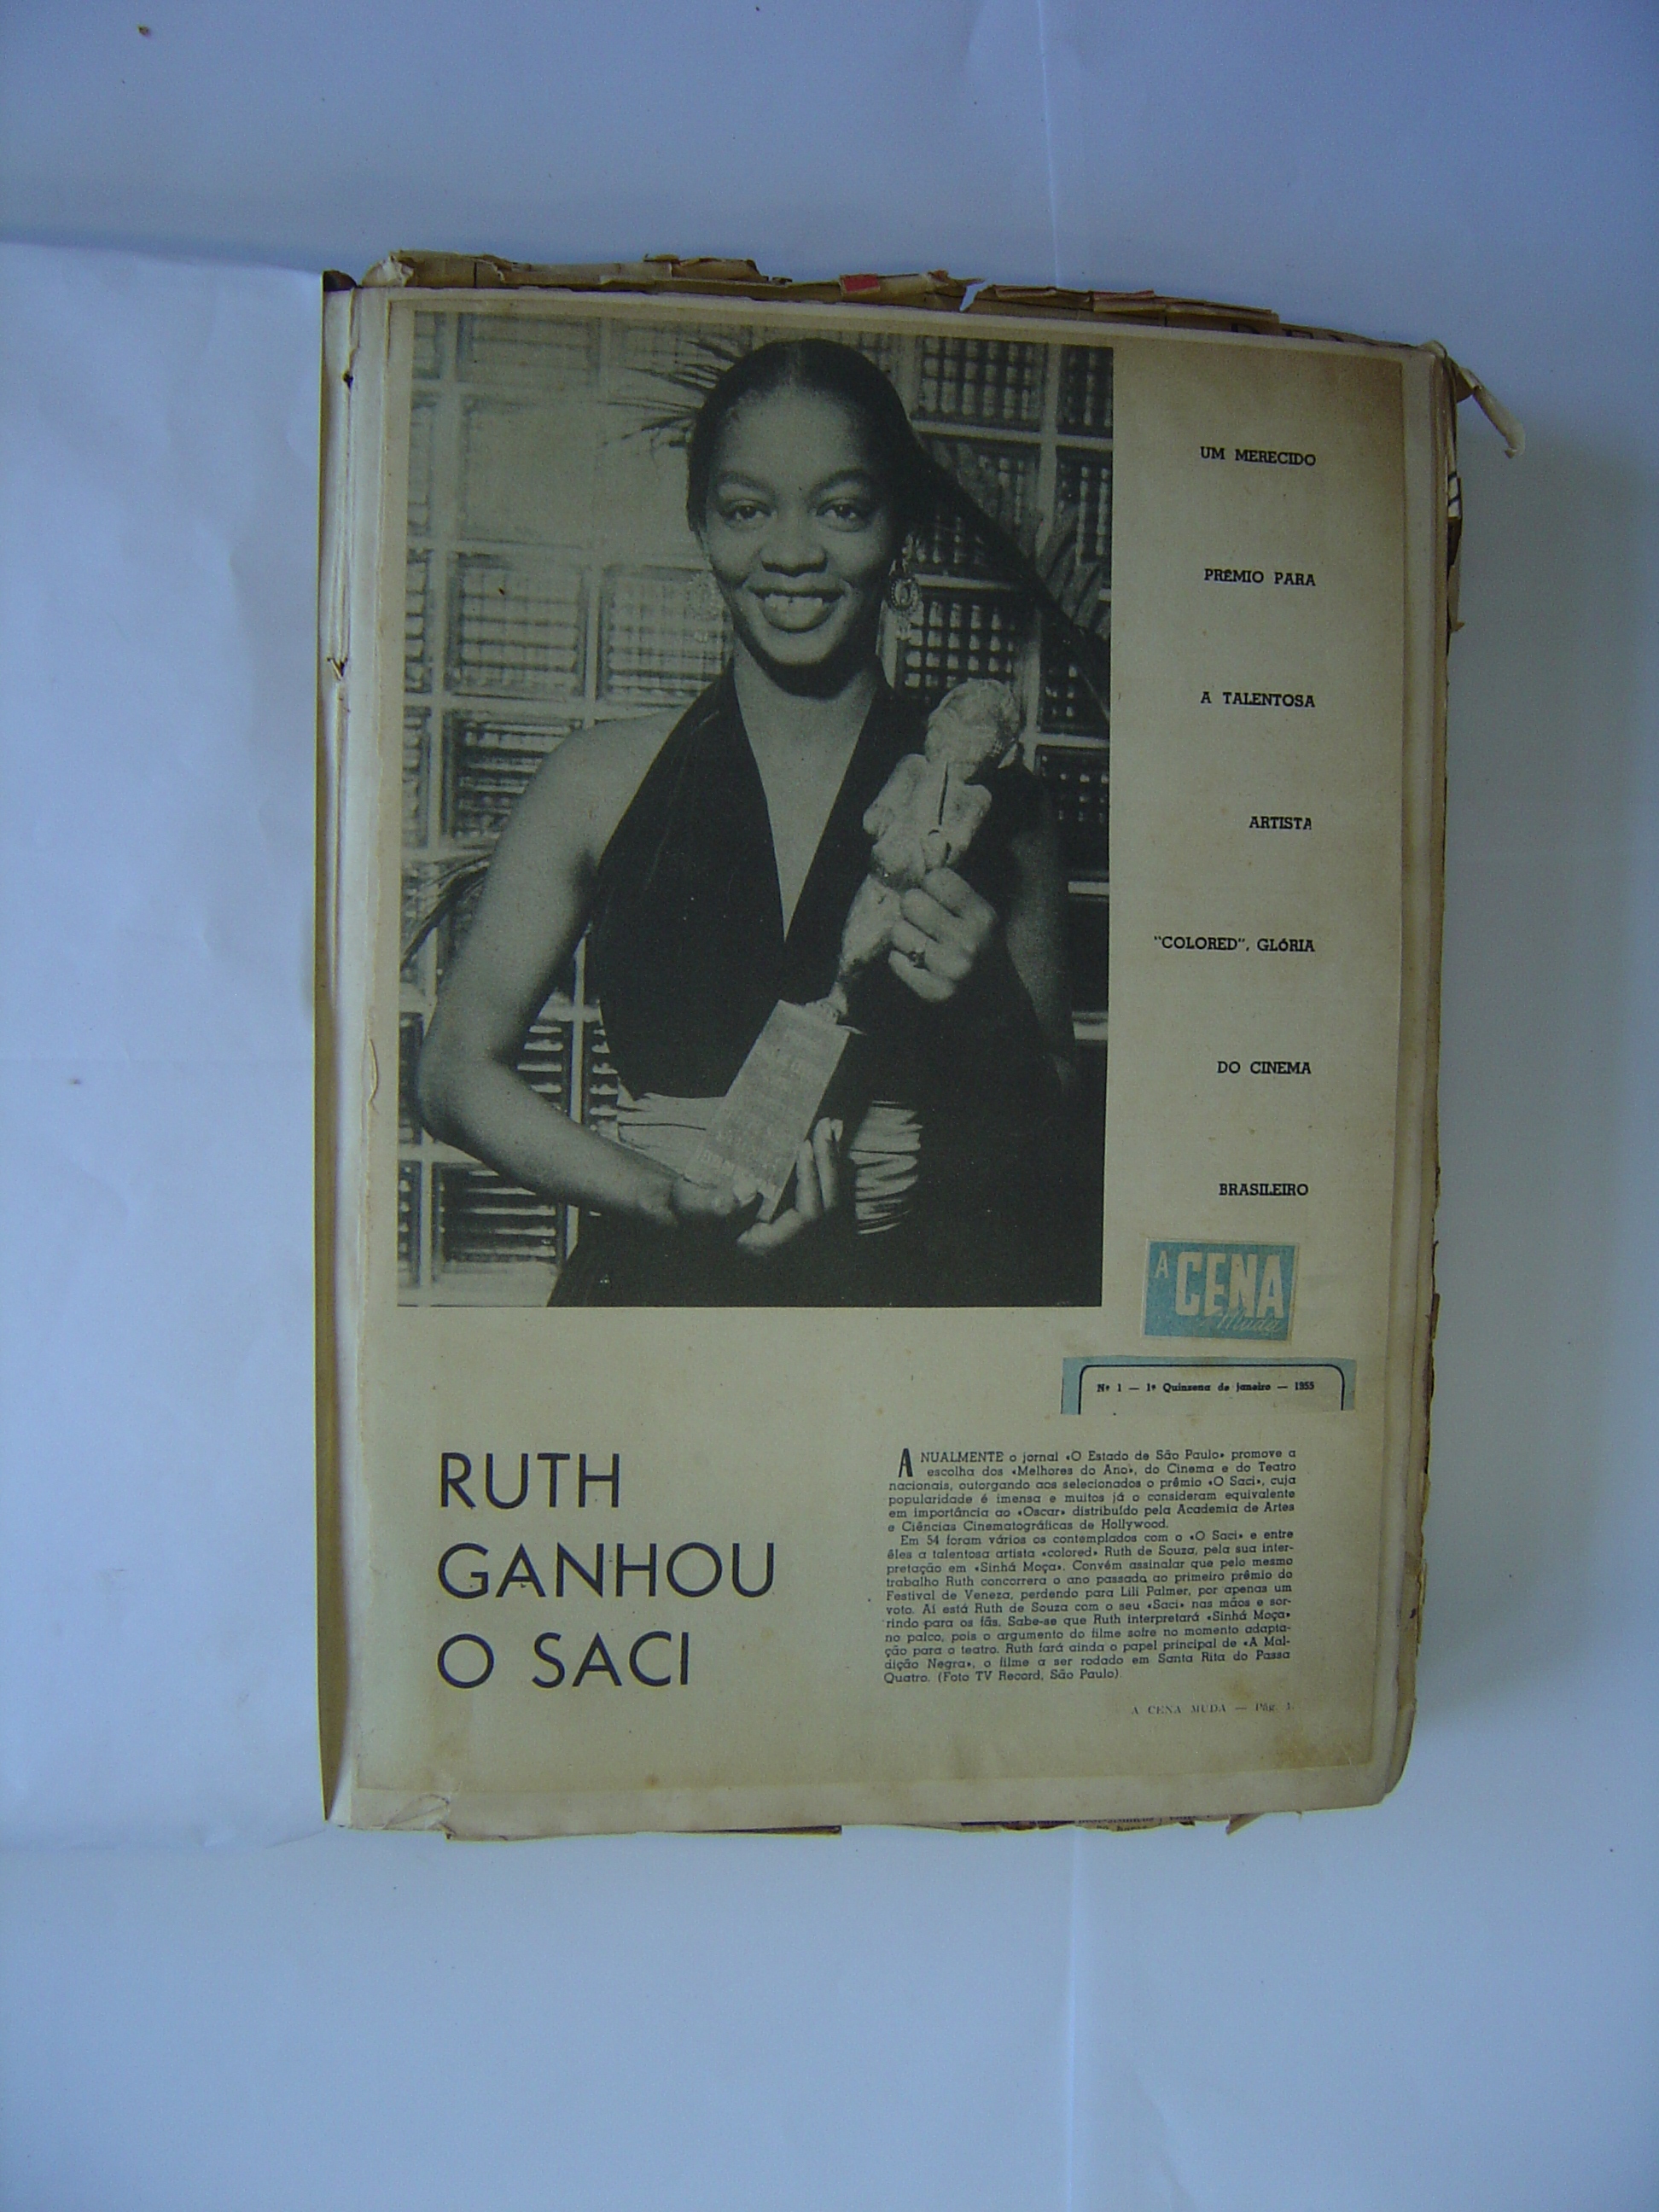 UM MERECIDO
PRÊMIO PARA
A TALENTOSA
ARTISTA
"COLORED", GLÓRIA
DO CINEMA
BRASILEIRO
A CENA
Muda
Nº 1 — 1ª Quinzena de janeiro — 1955
RUTH
GANHOU
O SACI
ANUALMENTE o jornal «O Estado de São Paulo» promove a
escolha dos «Melhores do Ano», do Cinema e do Teatro
nacionais, outorgando aos selecionados o prêmio «O Saci», cuja
popularidade é imensa e muitos já o consideram equivalente
em importância ao «Oscar» distribuído pela Academia de Artes
e Ciências Cinematográficas de Hollywood.
Em 54 foram vários os contemplados com o «O Saci» e entre
êles a talentosa artista «colored» Ruth de Souza, pela sua inter-
pretação em «Sinhá Moça». Convém assinalar que pelo mesmo
trabalho Ruth concorrera o ano passado ao primeiro prêmio do
Festival de Veneza, perdendo para Lili Palmer, por apenas um
voto. Aí está Ruth de Souza com o seu «Saci» nas mãos e sor-
rindo para os fãs. Sabe-se que Ruth interpretará «Sinhá Moça»
no palco, pois o argumento do filme sofre no momento adapta-
ção para o teatro. Ruth fará ainda o papel principal de «A Mal-
dição Negra», o filme a ser rodado em Santa Rita do Passa
Quatro. (Foto TV Record, São Paulo)
A CENA MUDA — Pág.